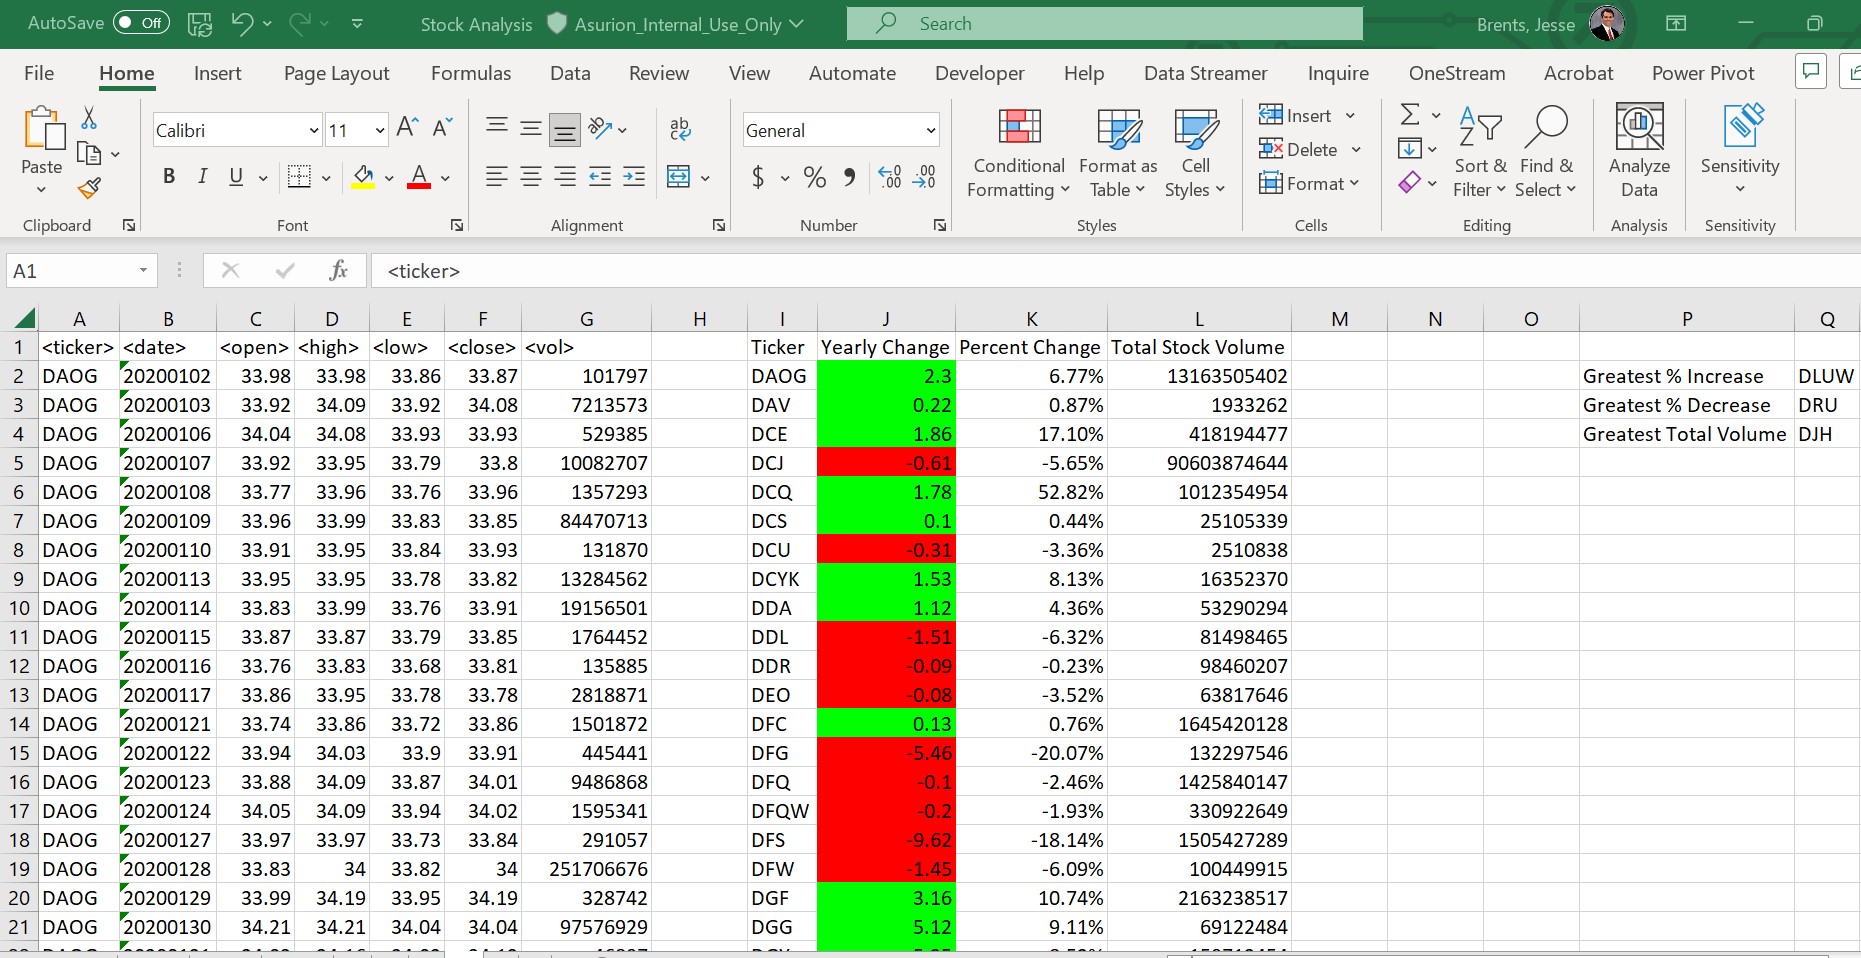 AutoSave Off Stock Analysis Asurion_Internal_Use_Only Search Brents, Jesse
File Home Insert Page Layout Formulas Data Review View Automate Developer Help Data Streamer Inquire OneStream Acrobat Power Pivot
Paste
Clipboard
Calibri 11
B I U A
Font
ab
Alignment
General
$ % , .00 .00
Number
Conditional Formatting Format as Table Cell Styles
Styles
Insert
Delete
Format
Cells
Sort & Filter Find & Select
Editing
Analyze Data
Analysis
Sensitivity
Sensitivity
A1 fx <ticker>
A B C D E F G H I J K L M N O P Q
1 <ticker> <date> <open> <high> <low> <close> <vol> Ticker Yearly Change Percent Change Total Stock Volume
2 DAOG 20200102 33.98 33.98 33.86 33.87 101797 DAOG 2.3 6.77% 13163505402 Greatest % Increase DLUW
3 DAOG 20200103 33.92 34.09 33.92 34.08 7213573 DAV 0.22 0.87% 1933262 Greatest % Decrease DRU
4 DAOG 20200106 34.04 34.08 33.93 33.93 529385 DCE 1.86 17.10% 418194477 Greatest Total Volume DJH
5 DAOG 20200107 33.92 33.95 33.79 33.8 10082707 DCJ -0.61 -5.65% 90603874644
6 DAOG 20200108 33.77 33.96 33.76 33.96 1357293 DCQ 1.78 52.82% 1012354954
7 DAOG 20200109 33.96 33.99 33.83 33.85 84470713 DCS 0.1 0.44% 25105339
8 DAOG 20200110 33.91 33.95 33.84 33.93 131870 DCU -0.31 -3.36% 2510838
9 DAOG 20200113 33.95 33.95 33.78 33.82 13284562 DCYK 1.53 8.13% 16352370
10 DAOG 20200114 33.83 33.99 33.76 33.91 19156501 DDA 1.12 4.36% 53290294
11 DAOG 20200115 33.87 33.87 33.79 33.85 1764452 DDL -1.51 -6.32% 81498465
12 DAOG 20200116 33.76 33.83 33.68 33.81 135885 DDR -0.09 -0.23% 98460207
13 DAOG 20200117 33.86 33.95 33.78 33.78 2818871 DEO -0.08 -3.52% 63817646
14 DAOG 20200121 33.74 33.86 33.72 33.86 1501872 DFC 0.13 0.76% 1645420128
15 DAOG 20200122 33.94 34.03 33.9 33.91 445441 DFG -5.46 -20.07% 132297546
16 DAOG 20200123 33.88 34.09 33.87 34.01 9486868 DFQ -0.1 -2.46% 1425840147
17 DAOG 20200124 34.05 34.09 33.94 34.02 1595341 DFQW -0.2 -1.93% 330922649
18 DAOG 20200127 33.97 33.97 33.73 33.84 291057 DFS -9.62 -18.14% 1505427289
19 DAOG 20200128 33.83 34 33.82 34 251706676 DFW -1.45 -6.09% 100449915
20 DAOG 20200129 33.99 34.19 33.95 34.19 328742 DGF 3.16 10.74% 2163238517
21 DAOG 20200130 34.21 34.21 34.04 34.04 97576929 DGG 5.12 9.11% 69122484